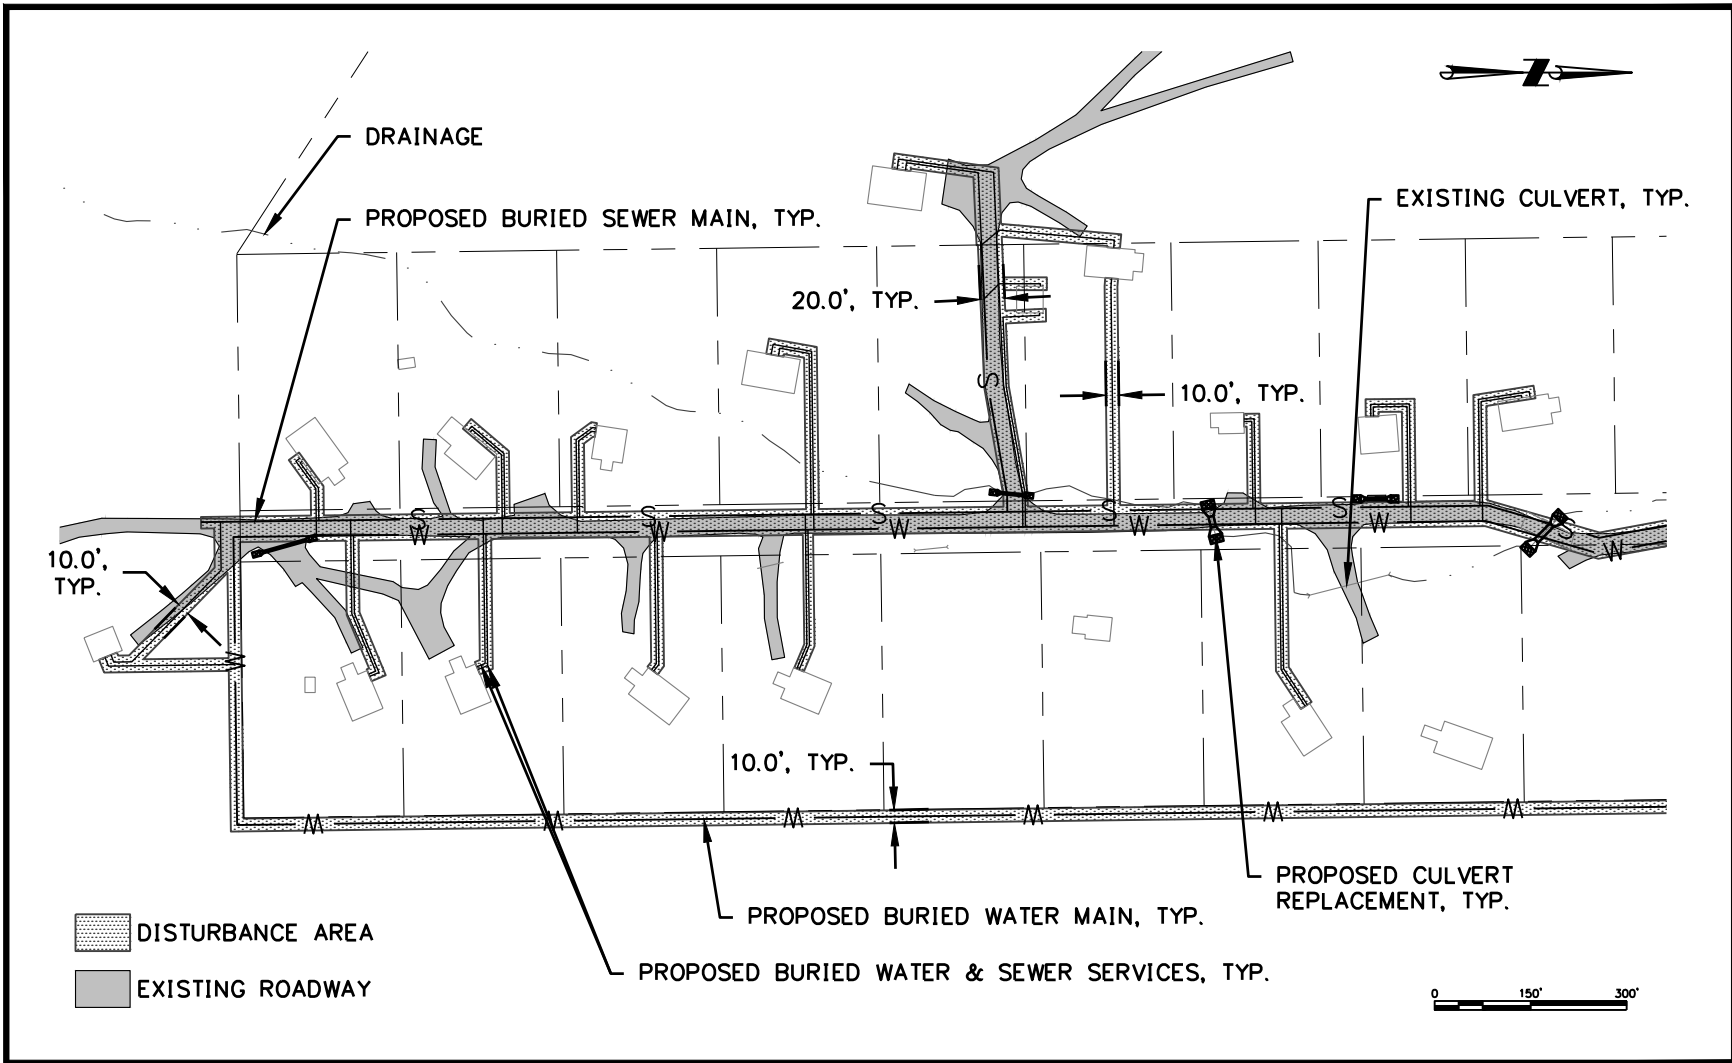 DRAINAGE
PROPOSED BURIED SEWER MAIN, TYP.
EXISTING CULVERT, TYP.
20.0', TYP.
S
10.0', TYP.
S
S
S
S
S
S
W
W
W
W
W
W
10.0',
TYP.
W
10.0', TYP.
W
W
W
W
W
W
PROPOSED CULVERT
REPLACEMENT, TYP.
PROPOSED BURIED WATER MAIN, TYP.
DISTURBANCE AREA
PROPOSED BURIED WATER & SEWER SERVICES, TYP.
EXISTING ROADWAY
0 150' 300'